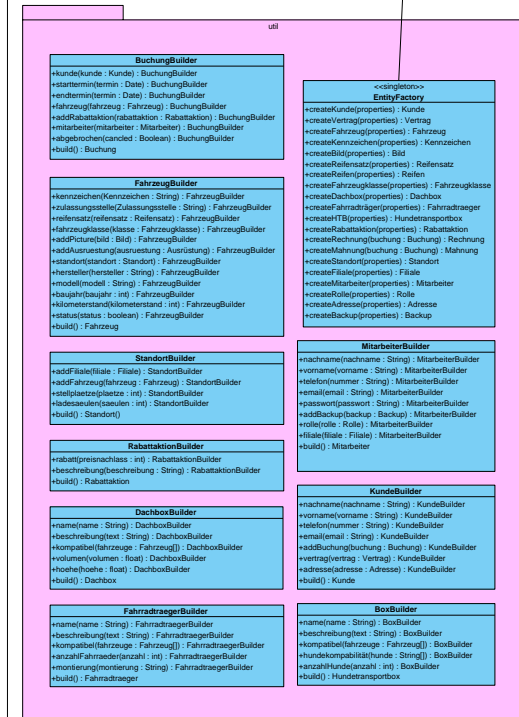 util
BuchungBuilder
+kunde(kunde : Kunde) : BuchungBuilder
+starttermin(termin : Date) : BuchungBuilder
+endtermin(termin : Date) : BuchungBuilder
+fahrzeug(fahrzeug : Fahrzeug) : BuchungBuilder
+addRabattaktion(rabattaktion : Rabattaktion) : BuchungBuilder
+mitarbeiter(mitarbeiter : Mitarbeiter) : BuchungBuilder
+abgebrochen(cancled : Boolean) : BuchungBuilder
+build() : Buchung
FahrzeugBuilder
+kennzeichen(Kennzeichen : String) : FahrzeugBuilder
+zulassungsstelle(Zulassungsstelle : String) : FahrzeugBuilder
+reifensatz(reifensatz : Reifensatz) : FahrzeugBuilder
+fahrzeugklasse(klasse : Fahrzeugklasse) : FahrzeugBuilder
+addPicture(bild : Bild) : FahrzeugBuilder
+addAusruestung(ausruestung : Ausrüstung) : FahrzeugBuilder
+standort(standort : Standort) : FahrzeugBuilder
+hersteller(hersteller : String) : FahrzeugBuilder
+modell(modell : String) : FahrzeugBuilder
+baujahr(baujahr : int) : FahrzeugBuilder
+kilometerstand(kilometerstand : int) : FahrzeugBuilder
+status(status : boolean) : FahrzeugBuilder
+build() : Fahrzeug
StandortBuilder
+addFiliale(filiale : Filiale) : StandortBuilder
+addFahrzeug(fahrzeug : Fahrzeug) : StandortBuilder
+stellplaetze(plaetze : int) : StandortBuilder
+ladesaeulen(saeulen : int) : StandortBuilder
+build() : Standort()
RabattaktionBuilder
+rabatt(preisnachlass : int) : RabattaktionBuilder
+beschreibung(beschreibung : String) : RabattaktionBuilder
+build() : Rabattaktion
DachboxBuilder
+name(name : String) : DachboxBuilder
+beschreibung(text : String) : DachboxBuilder
+kompatibel(fahrzeuge : Fahrzeug[]) : DachboxBuilder
+volumen(volumen : float) : DachboxBuilder
+hoehe(hoehe : float) : DachboxBuilder
+build() : Dachbox
FahrradtraegerBuilder
+name(name : String) : FahrradtraegerBuilder
+beschreibung(text : String) : FahrradtraegerBuilder
+kompatibel(fahrzeuge : Fahrzeug[]) : FahrradtraegerBuilder
+anzahlFahrraeder(anzahl : int) : FahrradtraegerBuilder
+montierung(montierung : String) : FahrradtraegerBuilder
+build() : Fahrradtraeger
<<singleton>>
EntityFactory
+createKunde(properties) : Kunde
+createVertrag(properties) : Vertrag
+createFahrzeug(properties) : Fahrzeug
+createKennzeichen(properties) : Kennzeichen
+createBild(properties) : Bild
+createReifensatz(properties) : Reifensatz
+createReifen(properties) : Reifen
+createFahrzeugklasse(properties) : Fahrzeugklasse
+createDachbox(properties) : Dachbox
+createFahrradträger(properties) : Fahrradtraeger
+createHTB(properties) : Hundetransportbox
+createRabattaktion(properties) : Rabattaktion
+createRechnung(buchung : Buchung) : Rechnung
+createMahnung(buchung : Buchung) : Mahnung
+createStandort(properties) : Standort
+createFiliale(properties) : Filiale
+createMitarbeiter(properties) : Mitarbeiter
+createRolle(properties) : Rolle
+createAdresse(properties) : Adresse
+createBackup(properties) : Backup
MitarbeiterBuilder
+nachname(nachname : String) : MitarbeiterBuilder
+vorname(vorname : String) : MitarbeiterBuilder
+telefon(nummer : String) : MitarbeiterBuilder
+email(email : String) : MitarbeiterBuilder
+passwort(passwort : String) : MitarbeiterBuilder
+addBackup(backup : Backup) : MitarbeiterBuilder
+rolle(rolle : Rolle) : MitarbeiterBuilder
+filiale(filiale : Filiale) : MitarbeiterBuilder
+build() : Mitarbeiter
KundeBuilder
+nachname(nachname : String) : KundeBuilder
+vorname(vorname : String) : KundeBuilder
+telefon(nummer : String) : KundeBuilder
+email(email : String) : KundeBuilder
+addBuchung(buchung : Buchung) : KundeBuilder
+vertrag(vertrag : Vertrag) : KundeBuilder
+adresse(adresse : Adresse) : KundeBuilder
+build() : Kunde
BoxBuilder
+name(name : String) : BoxBuilder
+beschreibung(text : String) : BoxBuilder
+kompatibel(fahrzeuge : Fahrzeug[]) : BoxBuilder
+hundekompabilität(hunde : String[]) : BoxBuilder
+anzahlHunde(anzahl : int) : BoxBuilder
+build() : Hundetransportbox